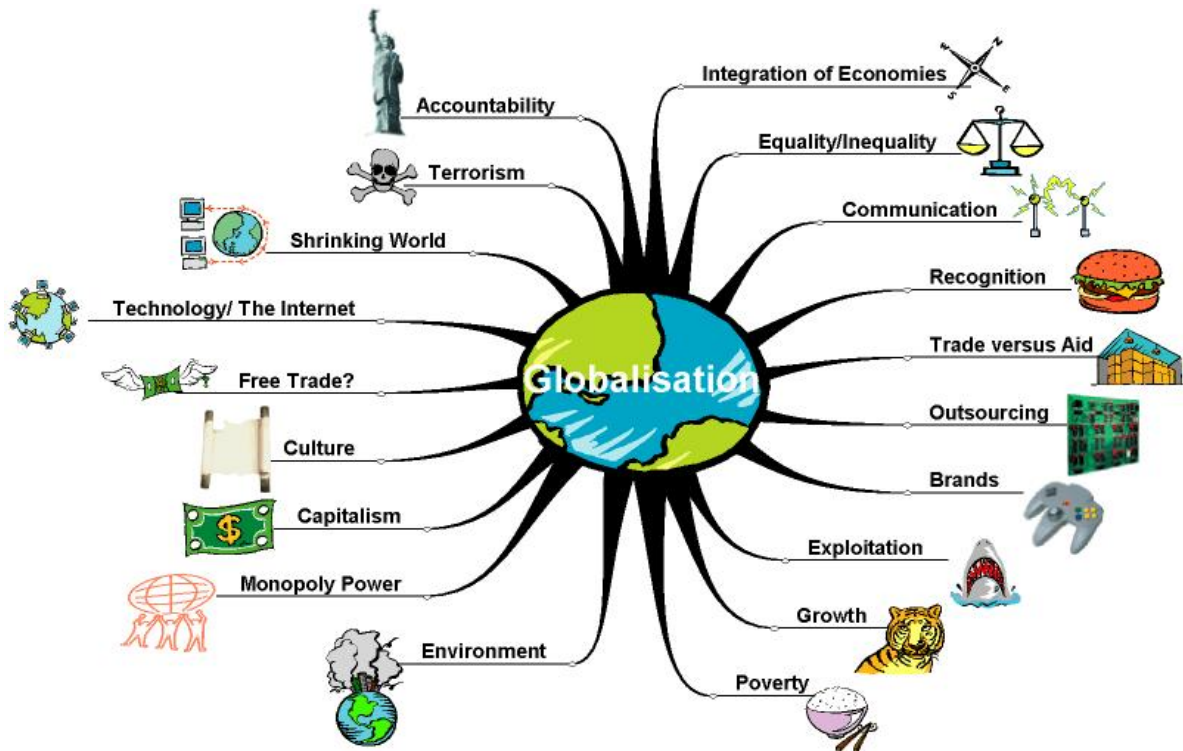 Integration of Economies
Accountability
Equality/Inequality
Terrorism
Communication
Shrinking World
Recognition
Technology/ The Internet
Trade versus Aid
Free Trade?
Globalisation
Outsourcing
Culture
Brands
Capitalism
Exploitation
Monopoly Power
Growth
Environment
Poverty
N
W
E
S
$